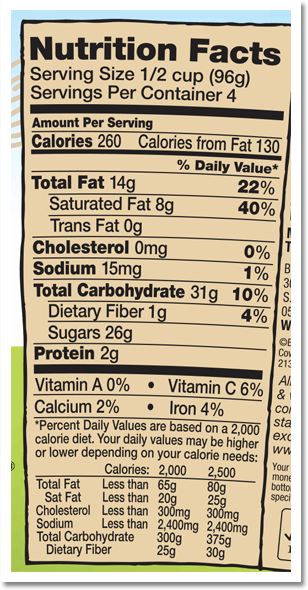 Nutrition Facts
Serving Size 1/2 cup (96g)
Servings Per Container 4
Amount Per Serving
Calories 260 Calories from Fat 130
% Daily Value*
Total Fat 14g 22%
Saturated Fat 8g 40%
Trans Fat 0g
Cholesterol 0mg 0%
Sodium 15mg 1%
Total Carbohydrate 31g 10%
Dietary Fiber 1g 4%
Sugars 26g
Protein 2g
Vitamin A 0% • Vitamin C 6%
Calcium 2% • Iron 4%
*Percent Daily Values are based on a 2,000
calorie diet. Your daily values may be higher
or lower depending on your calorie needs:
Calories: 2,000 2,500
Total Fat Less than 65g 80g
Sat Fat Less than 20g 25g
Cholesterol Less than 300mg 300mg
Sodium Less than 2,400mg 2,400mg
Total Carbohydrate 300g 375g
Dietary Fiber 25g 30g